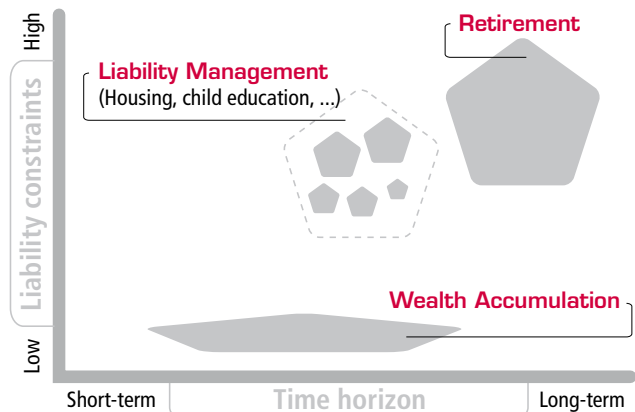 High
Retirement
Liability Management
(Housing, child education, ...)
Liability constraints
Wealth Accumulation
Low
Short-term
Time horizon
Long-term